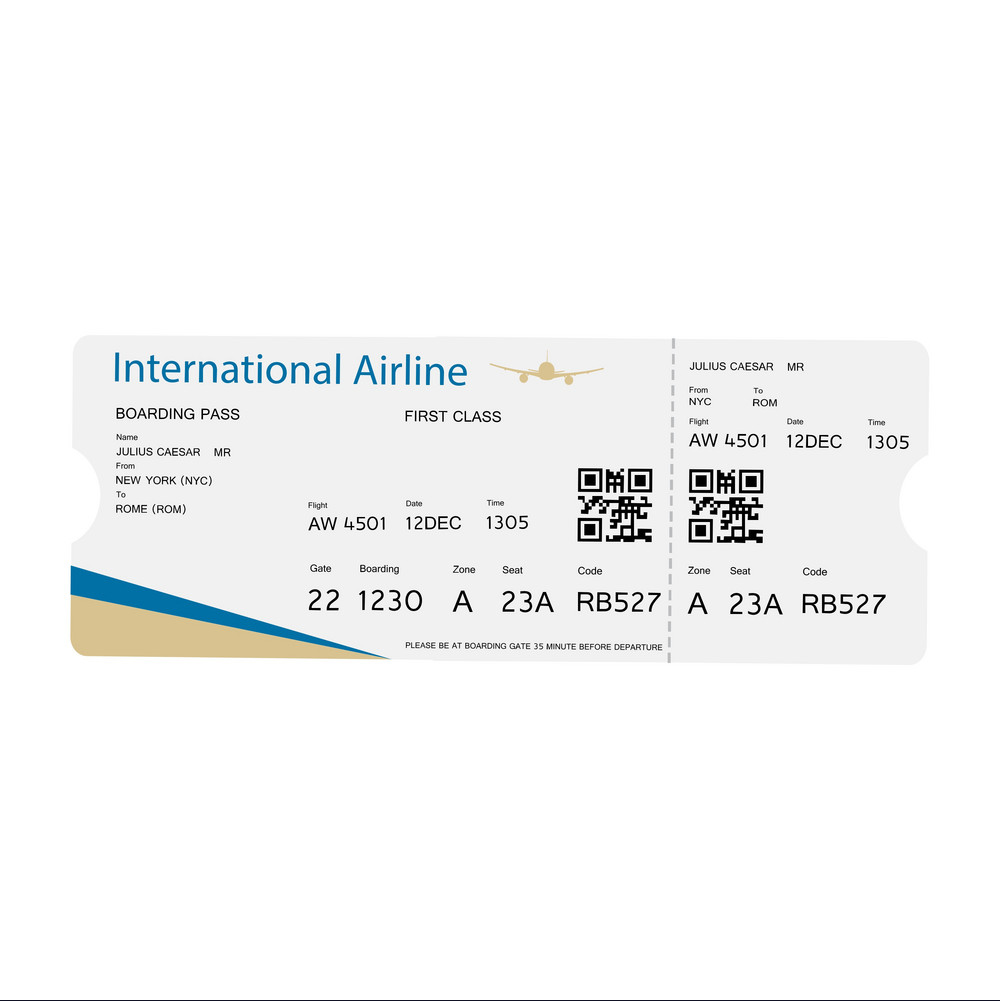 International Airline
BOARDING PASS FIRST CLASS
Name
JULIUS CAESAR MR
From
NEW YORK (NYC)
To
ROME (ROM)
Flight Date Time
AW 4501 12DEC 1305
Gate Boarding Zone Seat Code
22 1230 A 23A RB527
PLEASE BE AT BOARDING GATE 35 MINUTE BEFORE DEPARTURE
JULIUS CAESAR MR
From To
NYC ROM
Flight Date Time
AW 4501 12DEC 1305
Zone Seat Code
A 23A RB527